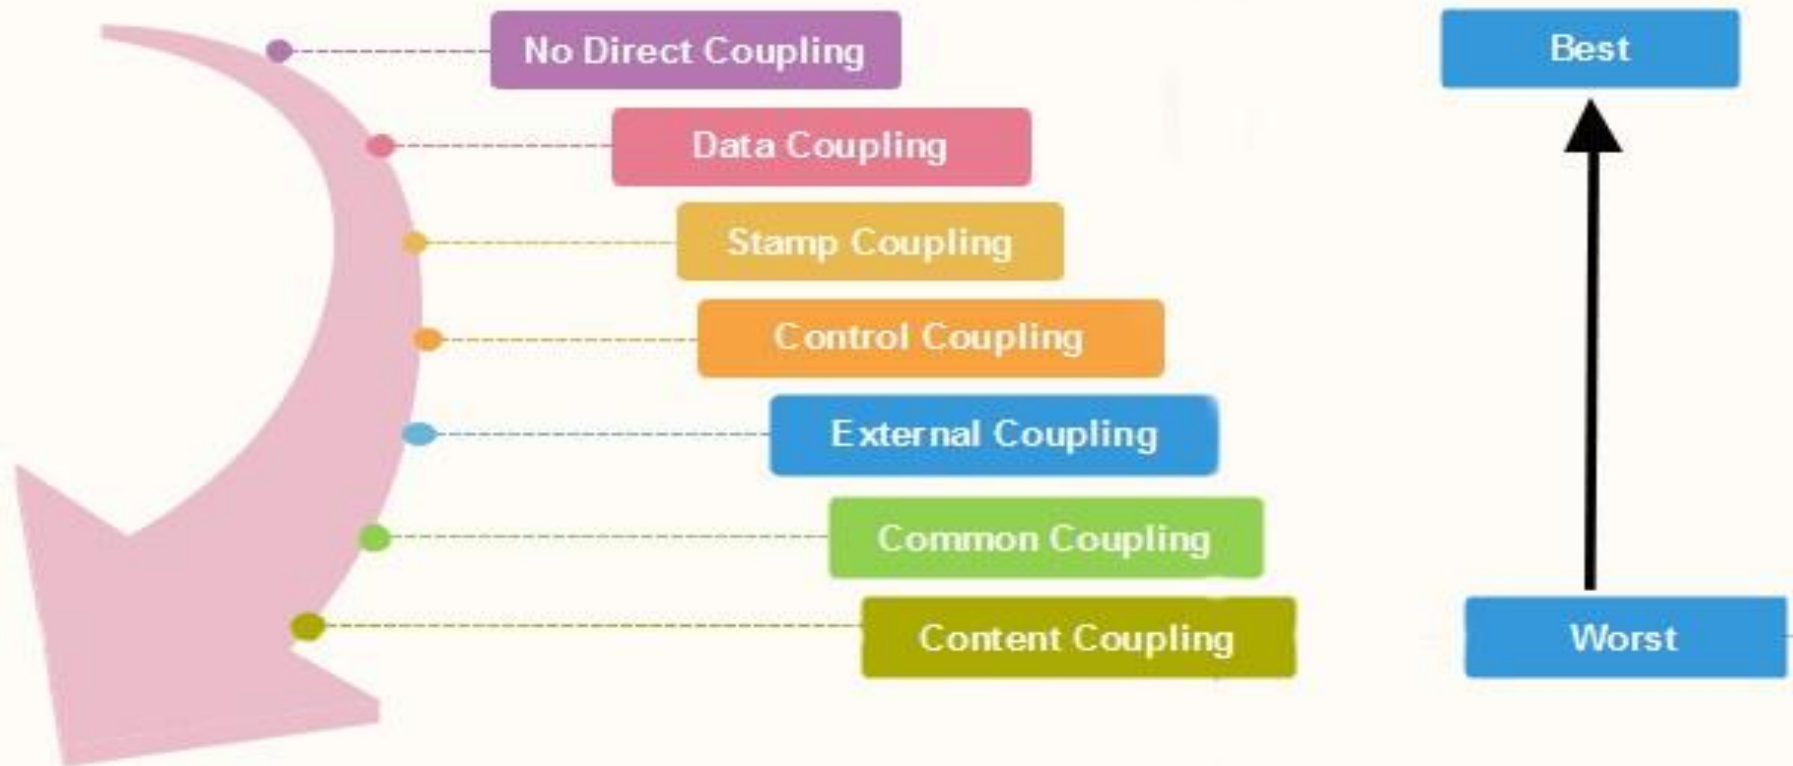 No Direct Coupling
Best
Data Coupling
Stamp Coupling
Control Coupling
External Coupling
Common Coupling
Content Coupling
Worst